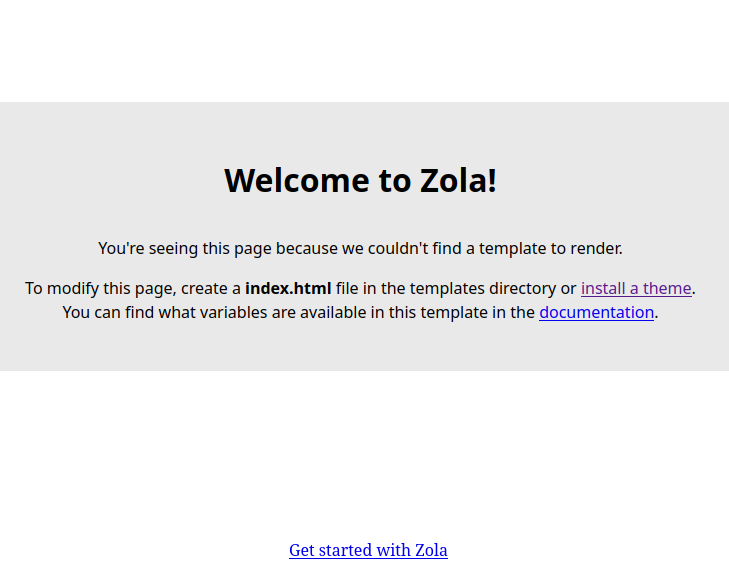 Welcome to Zola!
You're seeing this page because we couldn't find a template to render.
To modify this page, create a index.html file in the templates directory or install a theme.
You can find what variables are available in this template in the documentation.
Get started with Zola